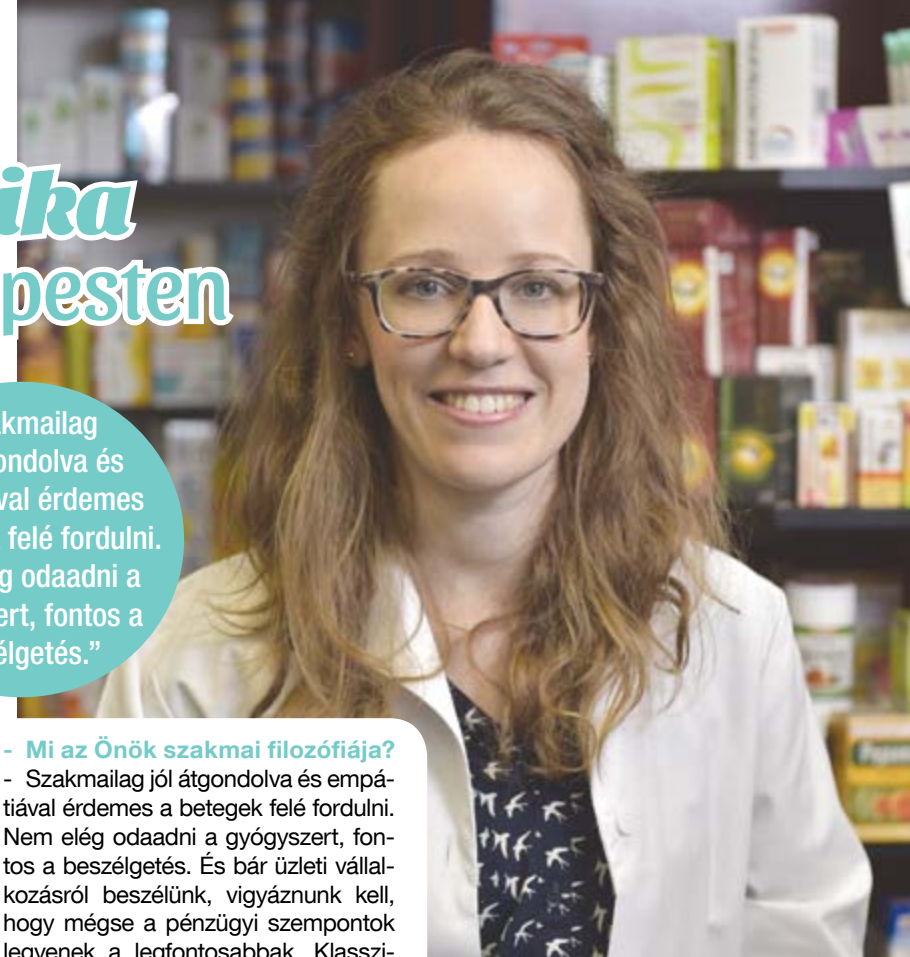 ika
pesten
kmailag
ondolva és
val érdemes
felé fordulni.
g odaadni a
ert, fontos a
élgetés.”
- Mi az Önök szakmai filozófiája?
- Szakmailag jól átgondolva és empá-
tiával érdemes a betegek felé fordulni.
Nem elég odaadni a gyógyszert, fon-
tos a beszélgetés. És bár üzleti vállal-
kozásról beszélünk, vigyáznunk kell,
hogy mégse a pénzügyi szempontok
legyenek a legfontosabbak. Klasszi-